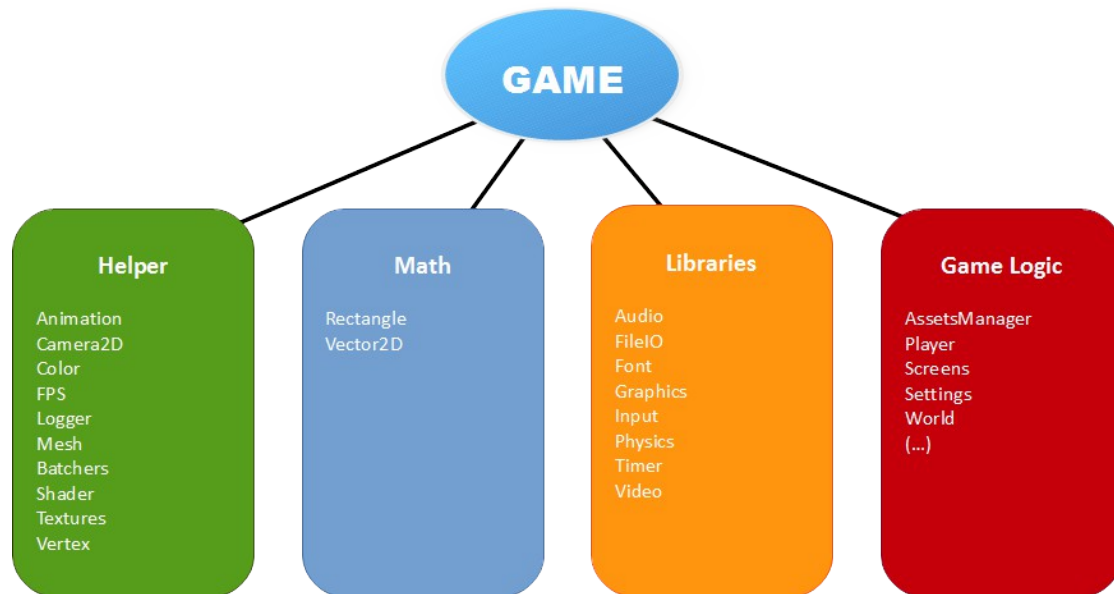 GAME
Helper
Animation
Camera2D
Color
FPS
Logger
Mesh
Batchers
Shader
Textures
Vertex
Math
Rectangle
Vector2D
Libraries
Audio
FileIO
Font
Graphics
Input
Physics
Timer
Video
Game Logic
AssetsManager
Player
Screens
Settings
World
(...)